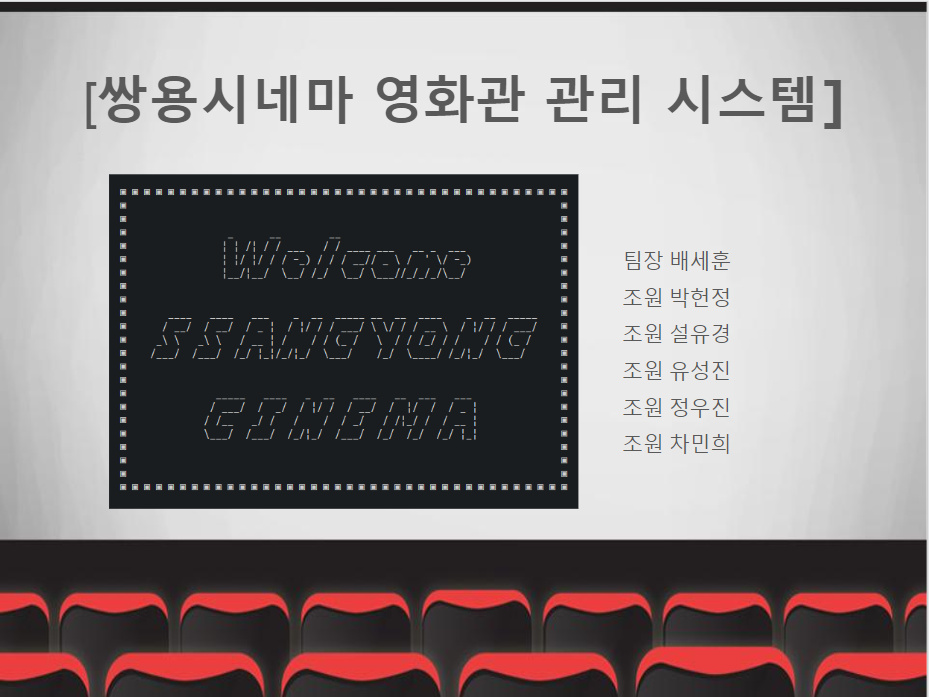 [쌍용시네마 영화관 관리 시스템]
Welcome
SSANGYONG
CINEMA
팀장 배세훈
조원 박헌정
조원 설유경
조원 유성진
조원 정우진
조원 차민희